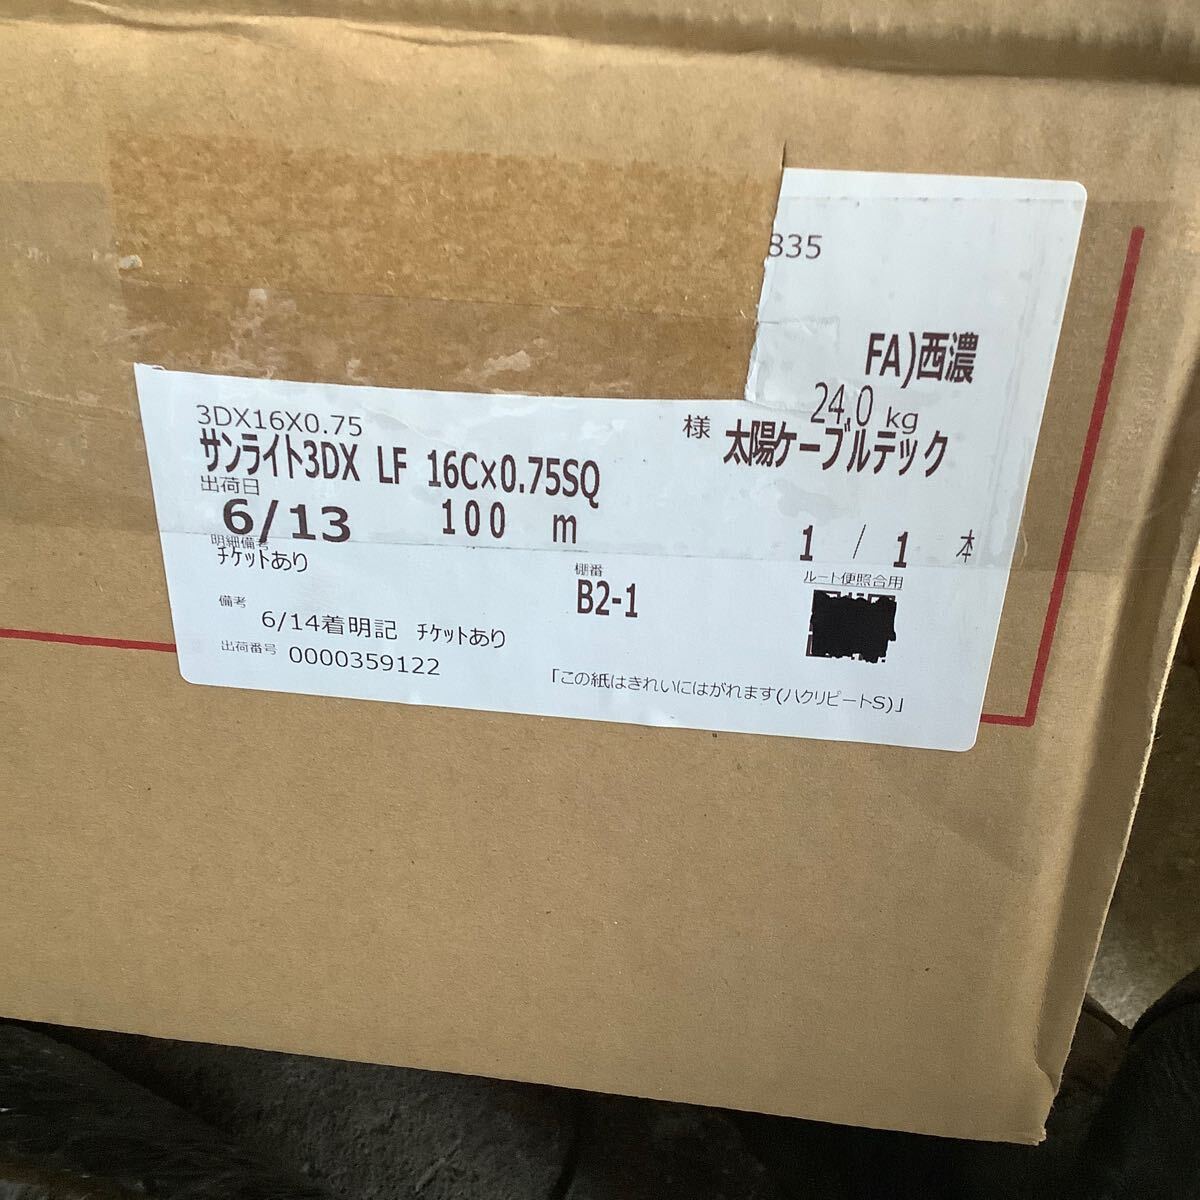 835
FA)西濃
24.0 kg
3DX16X0.75
様 太陽ケーブルテック
サンライト3DX LF 16C×0.75SQ
出荷日
6/13 100 m
1 / 1 本
明細備考
チケットあり
棚番
B2-1
ルート便照合用
備考
6/14着明記 チケットあり
出荷番号 0000359122
「この紙はきれいにはがれます(ハクリピートS)」